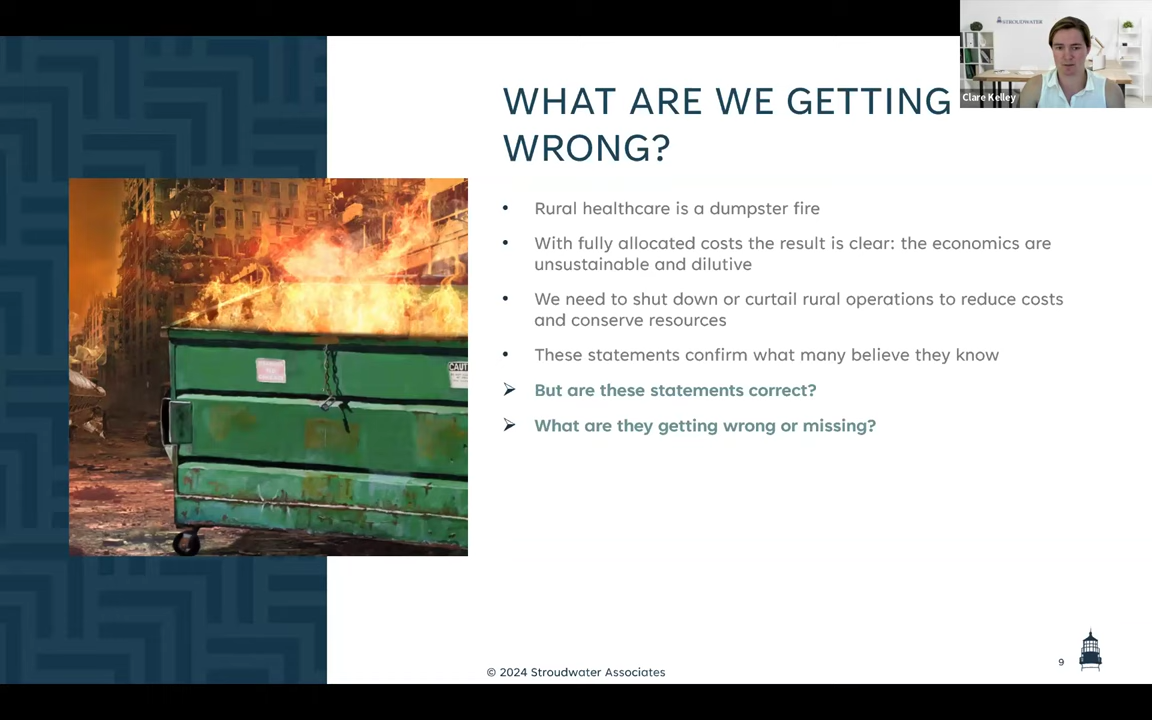 STROUDWATER
Clare Kelley
WHAT ARE WE GETTING
WRONG?
• Rural healthcare is a dumpster fire
• With fully allocated costs the result is clear: the economics are
unsustainable and dilutive
• We need to shut down or curtail rural operations to reduce costs
and conserve resources
• These statements confirm what many believe they know
➢ But are these statements correct?
➢ What are they getting wrong or missing?
© 2024 Stroudwater Associates
9